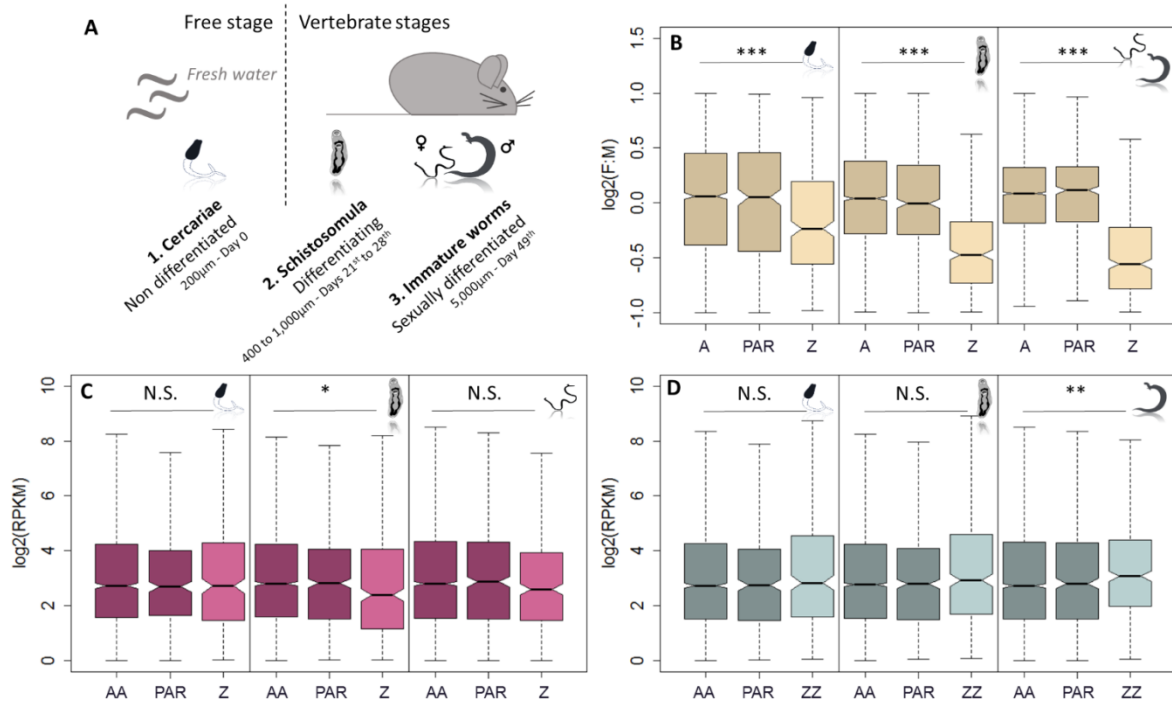 A
Free stage
Vertebrate stages
Fresh water
♀
♂
1. Cercariae
Non differentiated
200µm - Day 0
2. Schistosomula
Differentiating
400 to 1,000µm - Days 21st to 28th
3. Immature worms
Sexually differentiated
5,000µm - Day 49th
B
*** *** ***
log2(F:M)
1.5
1.0
0.5
0.0
-0.5
-1.0
A PAR Z A PAR Z A PAR Z
C
N.S. * N.S.
log2(RPKM)
10
8
6
4
2
0
AA PAR Z AA PAR Z AA PAR Z
D
N.S. N.S. **
log2(RPKM)
10
8
6
4
2
0
AA PAR ZZ AA PAR ZZ AA PAR ZZ